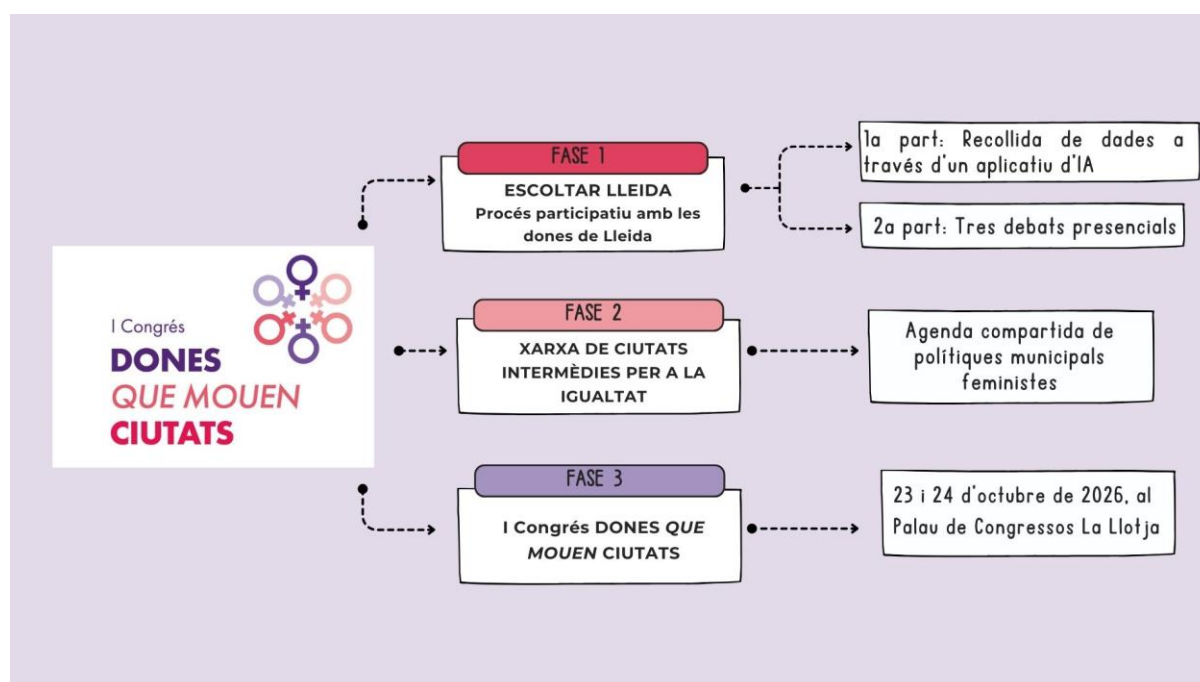 I Congrés
DONES
QUE MOUEN
CIUTATS
FASE 1
ESCOLTAR LLEIDA
Procés participatiu amb les
dones de Lleida
1a part: Recollida de dades a
través d'un aplicatiu d'IA
2a part: Tres debats presencials
FASE 2
XARXA DE CIUTATS
INTERMÈDIES PER A LA
IGUALTAT
Agenda compartida de
polítiques municipals
feministes
FASE 3
I Congrés DONES QUE
MOUEN CIUTATS
23 i 24 d'octubre de 2026, al
Palau de Congressos La Llotja